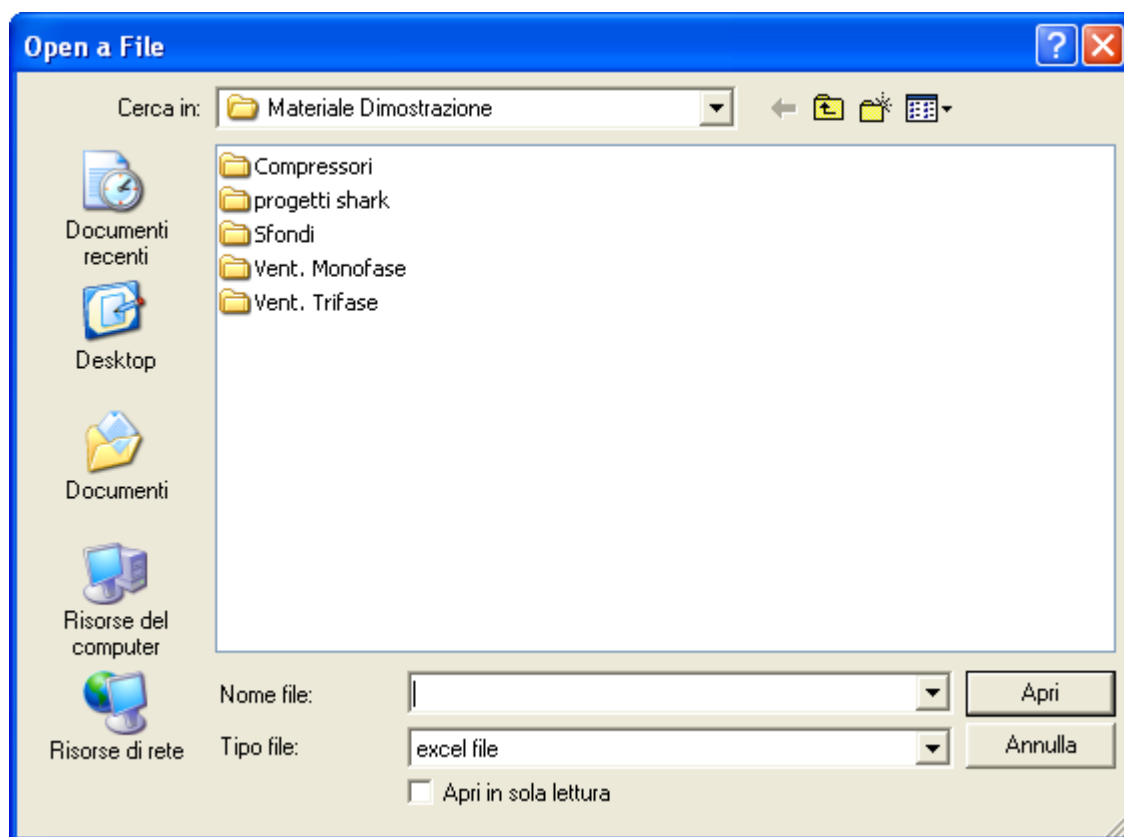 Open a File
Cerca in: Materiale Dimostrazione
Compressori
progetti shark
Sfondi
Vent. Monofase
Vent. Trifase
Documenti
recenti
Desktop
Documenti
Risorse del
computer
Risorse di rete
Nome file:
Apri
Tipo file: excel file
Annulla
Apri in sola lettura